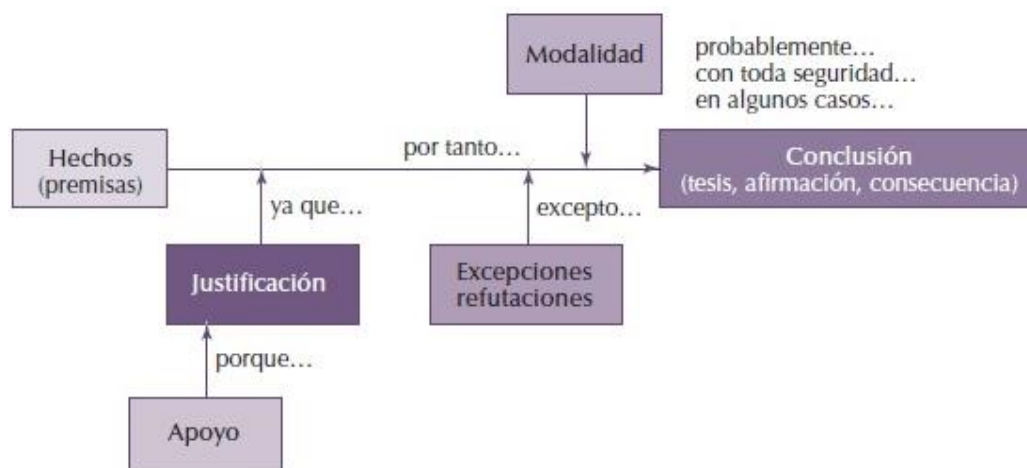 Modalidad
probablemente...
con toda seguridad...
en algunos casos...
Hechos
(premisas)
por tanto...
Conclusión
(tesis, afirmación, consecuencia)
ya que...
excepto...
Justificación
Excepciones
refutaciones
porque...
Apoyo